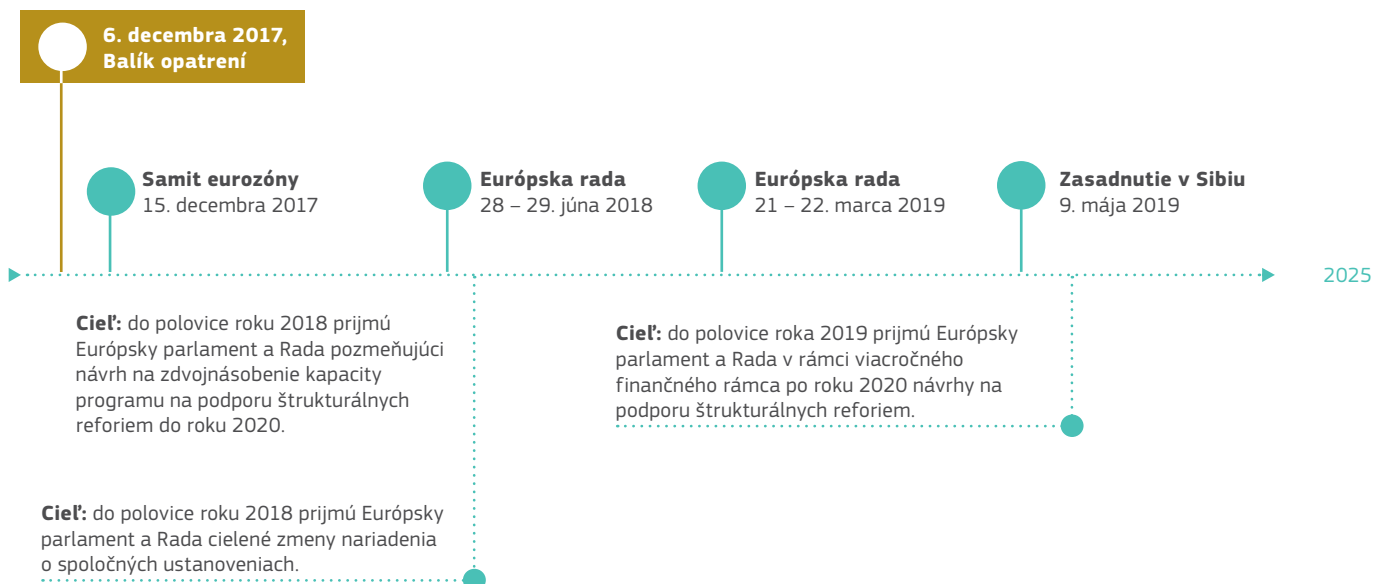 6. decembra 2017,
Balík opatrení
Samit eurozóny
15. decembra 2017
Európska rada
28 – 29. júna 2018
Európska rada
21 – 22. marca 2019
Zasadnutie v Sibiu
9. mája 2019
2025
Cieľ: do polovice roku 2018 prijmú
Európsky parlament a Rada pozmeňujúci
návrh na zdvojnásobenie kapacity
programu na podporu štrukturálnych
reforiem do roku 2020.
Cieľ: do polovice roka 2019 prijmú Európsky
parlament a Rada v rámci viacročného
finančného rámca po roku 2020 návrhy na
podporu štrukturálnych reforiem.
Cieľ: do polovice roku 2018 prijmú Európsky
parlament a Rada cielené zmeny nariadenia
o spoločných ustanoveniach.